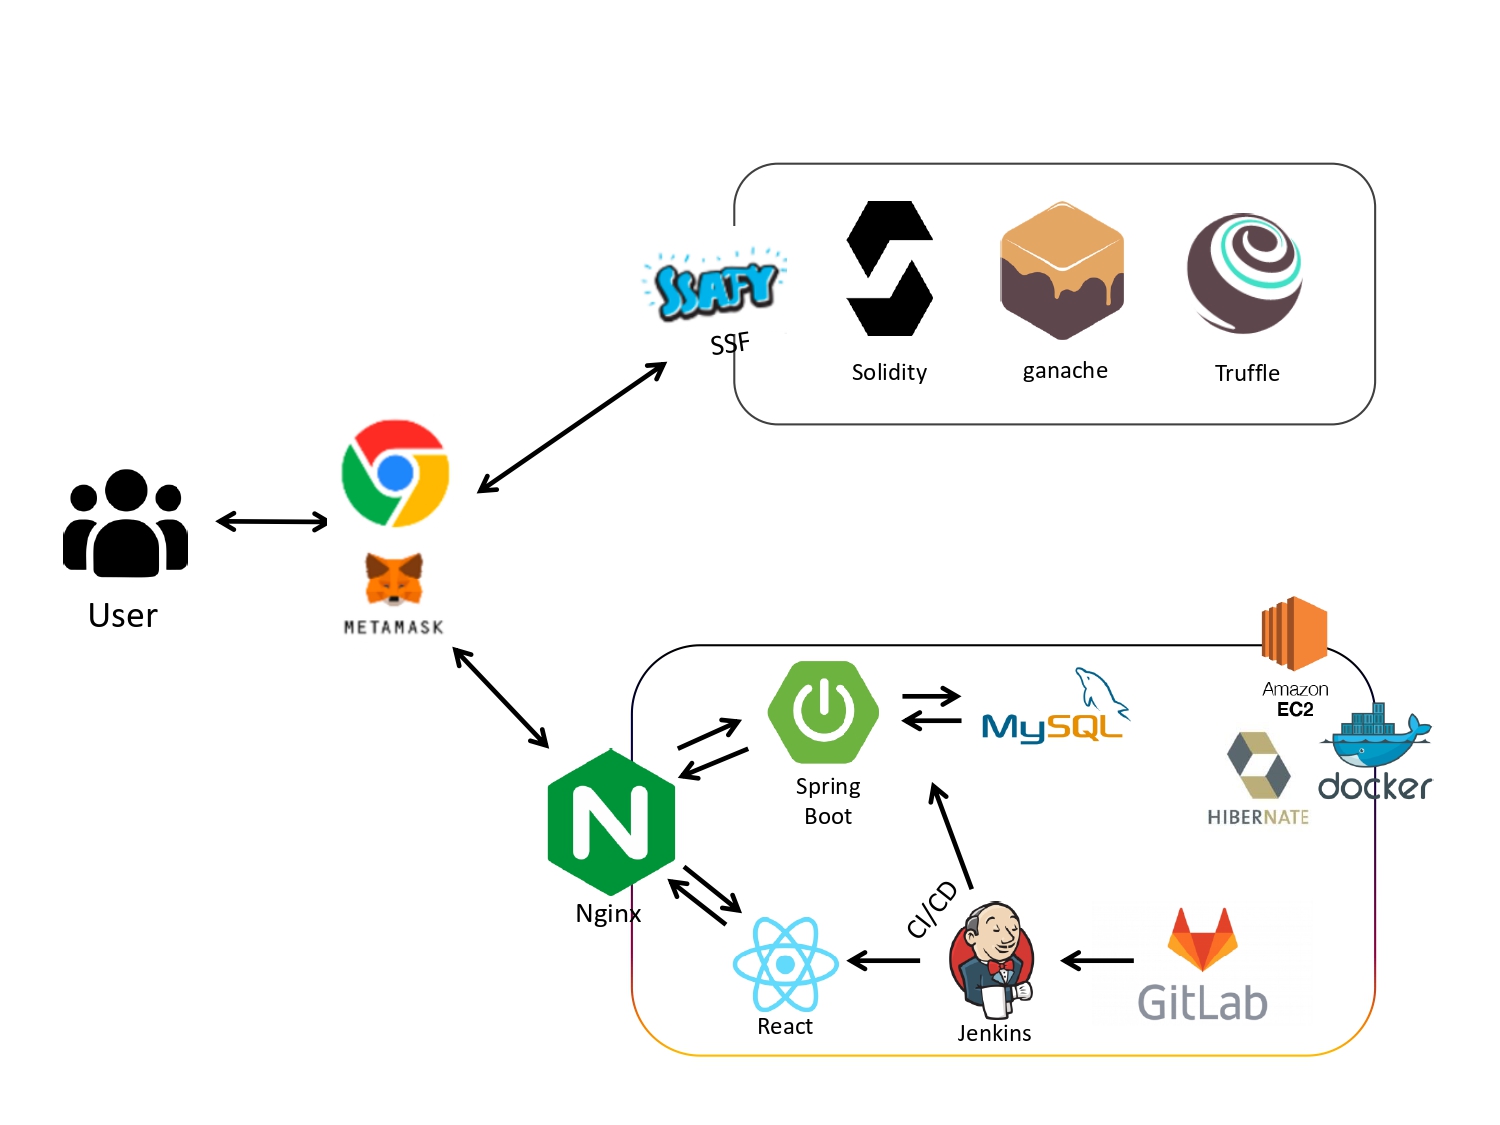 SSAFY
SSF
Solidity
ganache
Truffle
User
METAMASK
Amazon
EC2
MySQL
docker
HIBERNATE
Spring
Boot
Nginx
CI/CD
React
Jenkins
GitLab